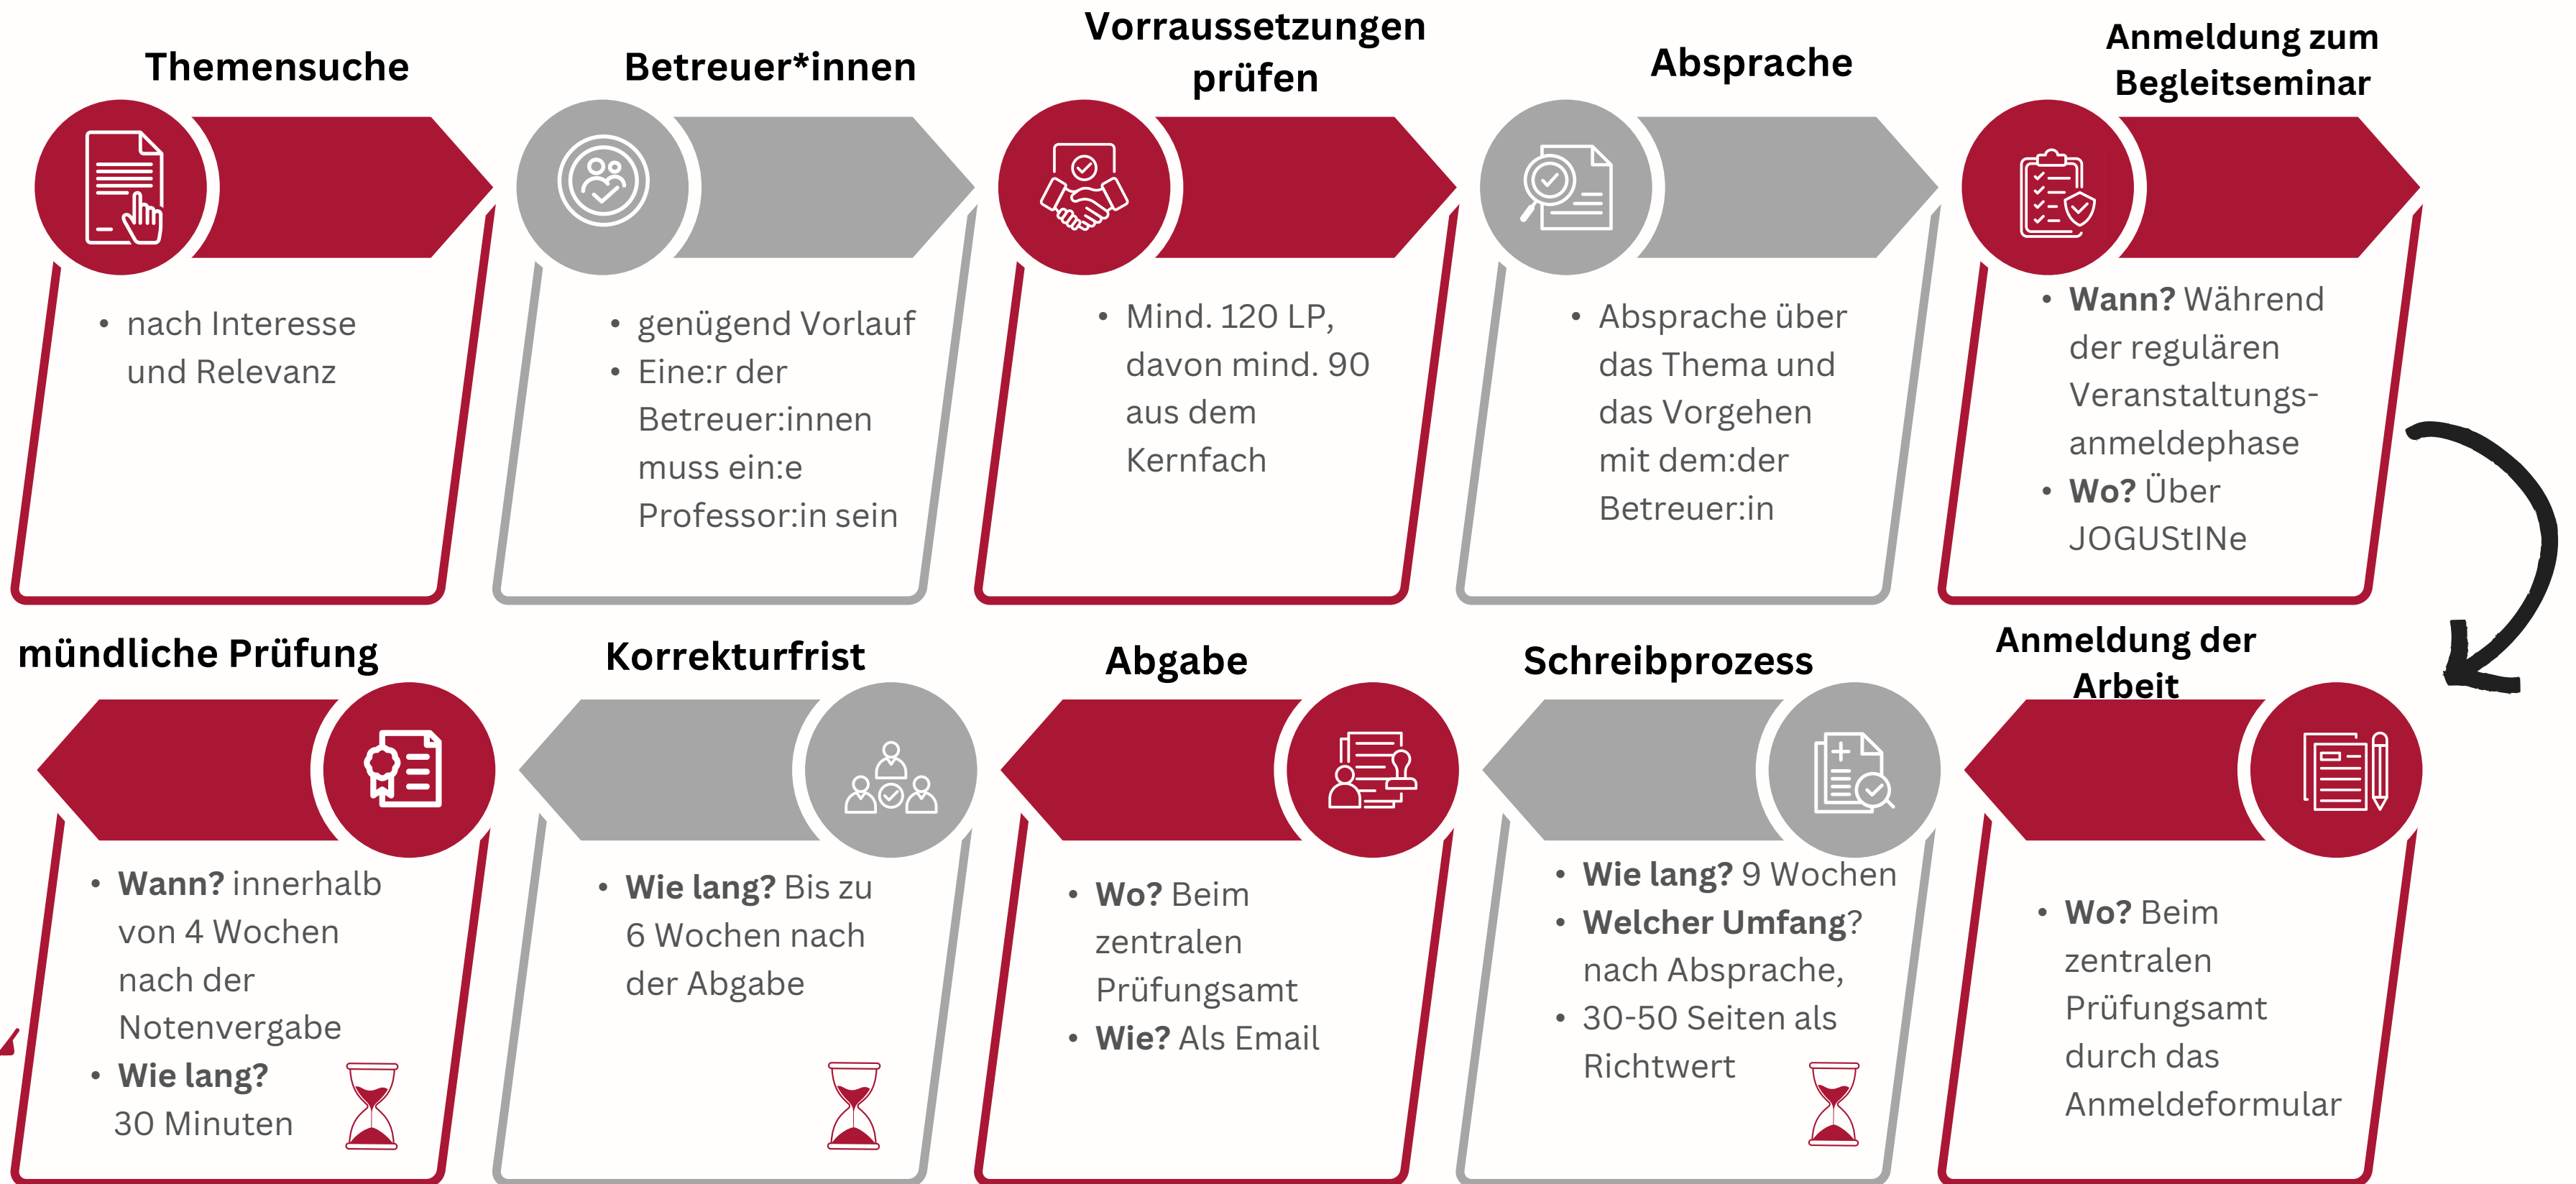 Themensuche
• nach Interesse
und Relevanz
Betreuer*innen
• genügend Vorlauf
• Eine:r der
Betreuer:innen
muss ein:e
Professor:in sein
Vorraussetzungen
prüfen
• Mind. 120 LP,
davon mind. 90
aus dem
Kernfach
Absprache
• Absprache über
das Thema und
das Vorgehen
mit dem:der
Betreuer:in
Anmeldung zum
Begleitseminar
• Wann? Während
der regulären
Veranstaltungs-
anmeldephase
• Wo? Über
JOGUStINe
Anmeldung der
Arbeit
• Wo? Beim
zentralen
Prüfungsamt
durch das
Anmeldeformular
Schreibprozess
• Wie lang? 9 Wochen
• Welcher Umfang?
nach Absprache,
• 30-50 Seiten als
Richtwert
Abgabe
• Wo? Beim
zentralen
Prüfungsamt
• Wie? Als Email
Korrekturfrist
• Wie lang? Bis zu
6 Wochen nach
der Abgabe
mündliche Prüfung
• Wann? innerhalb
von 4 Wochen
nach der
Notenvergabe
• Wie lang?
30 Minuten